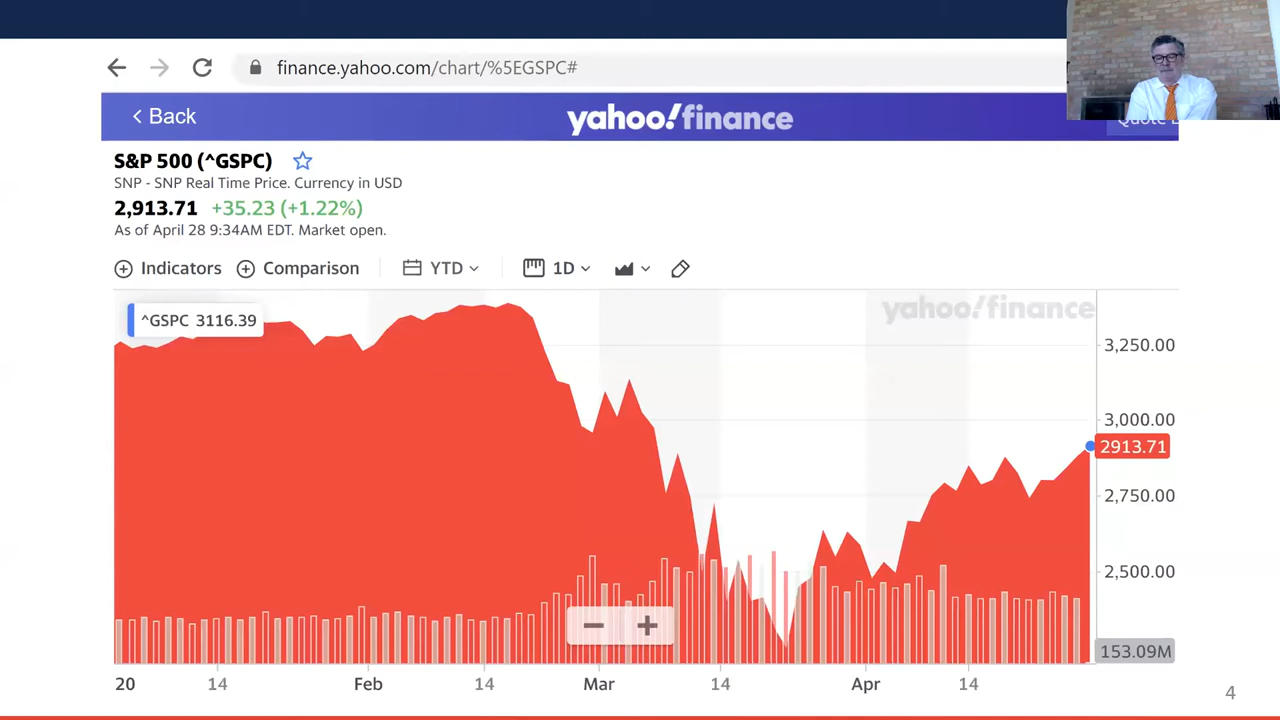 finance.yahoo.com/chart/%5EGSPC#
< Back
yahoo!finance
S&P 500 (^GSPC)
SNP - SNP Real Time Price. Currency in USD
2,913.71 +35.23 (+1.22%)
As of April 28 9:34AM EDT. Market open.
Indicators Comparison YTD 1D
^GSPC 3116.39
yahoo!finance
3,250.00
3,000.00
2913.71
2,750.00
2,500.00
153.09M
20 14 Feb 14 Mar 14 Apr 14
4